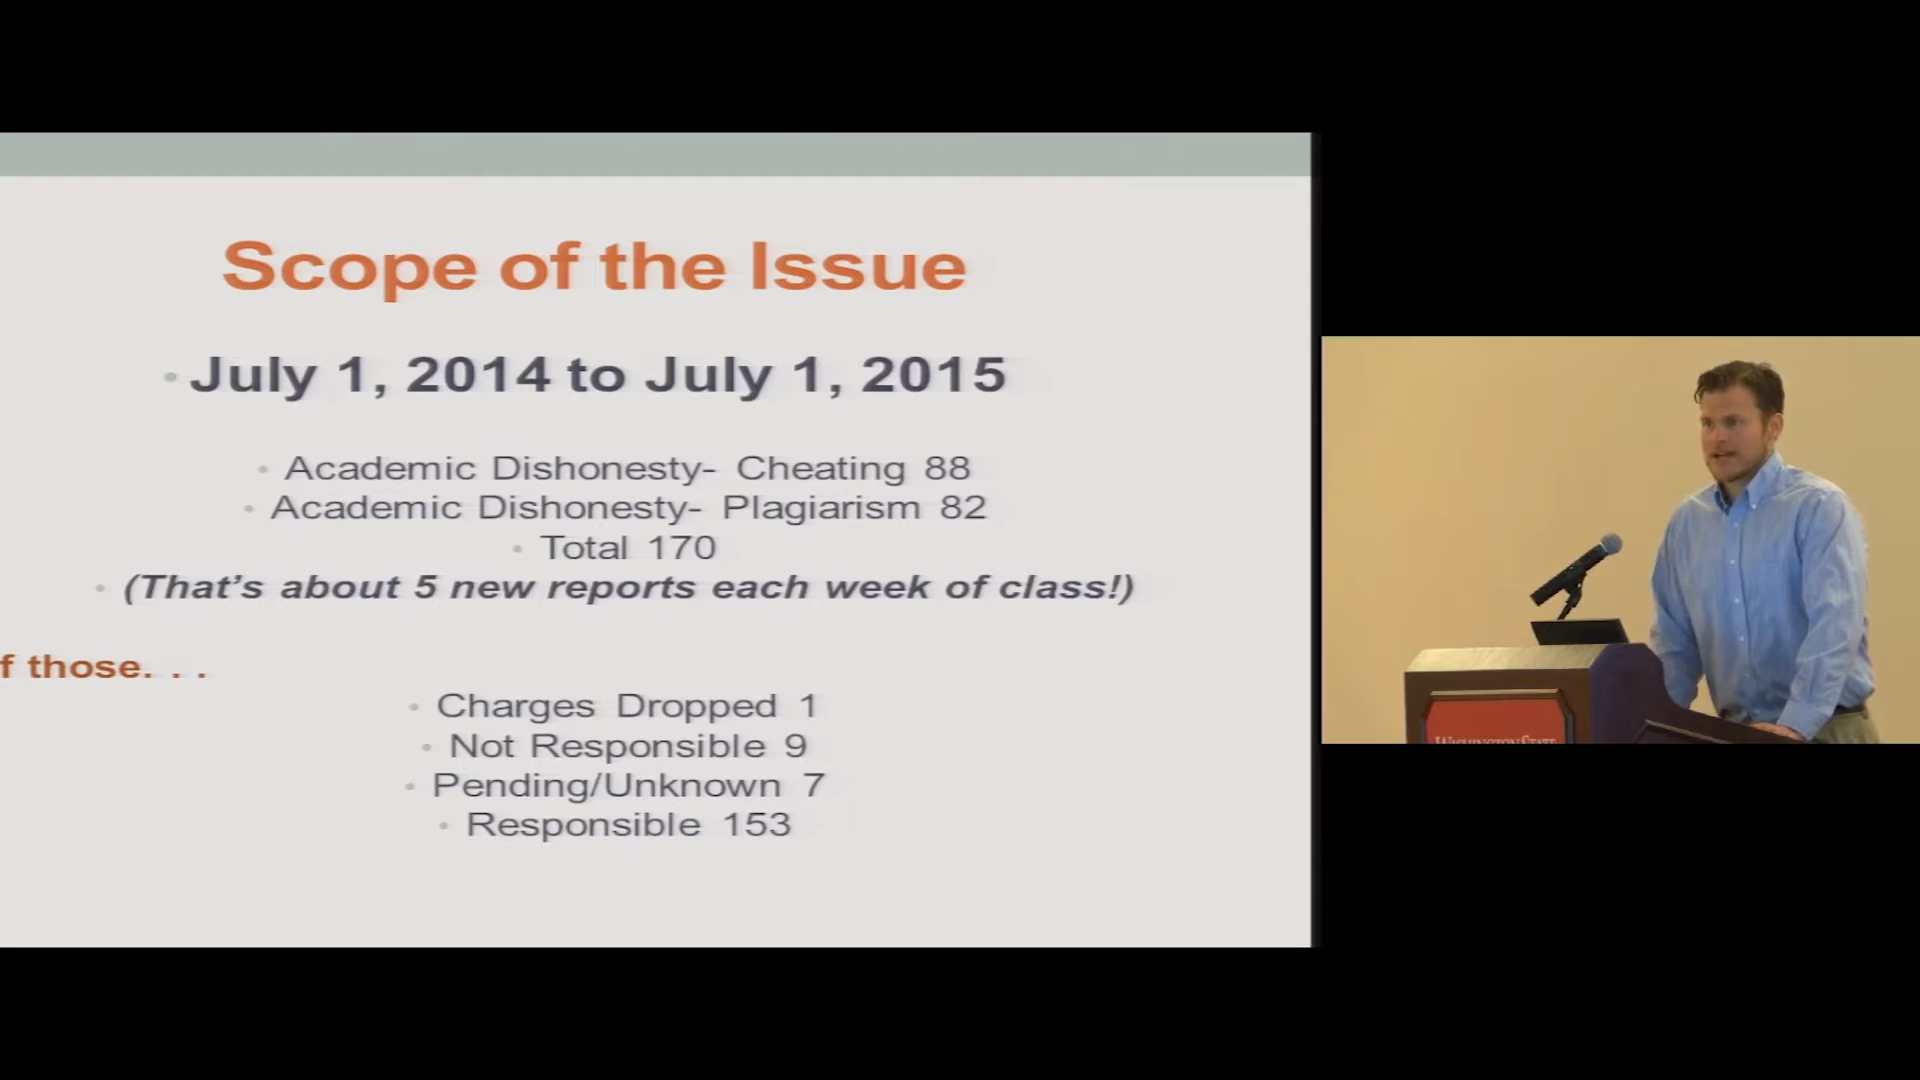 Scope of the Issue
• July 1, 2014 to July 1, 2015
• Academic Dishonesty- Cheating 88
• Academic Dishonesty- Plagiarism 82
• Total 170
• (That's about 5 new reports each week of class!)
f those. . .
• Charges Dropped 1
• Not Responsible 9
• Pending/Unknown 7
• Responsible 153
WASHINGTON STATE